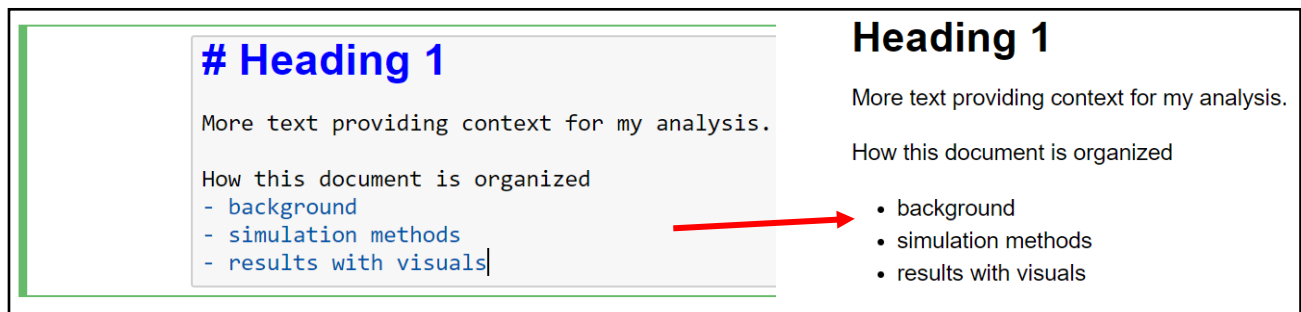 # Heading 1
More text providing context for my analysis.
How this document is organized
- background
- simulation methods
- results with visuals
Heading 1
More text providing context for my analysis.
How this document is organized
• background
• simulation methods
• results with visuals